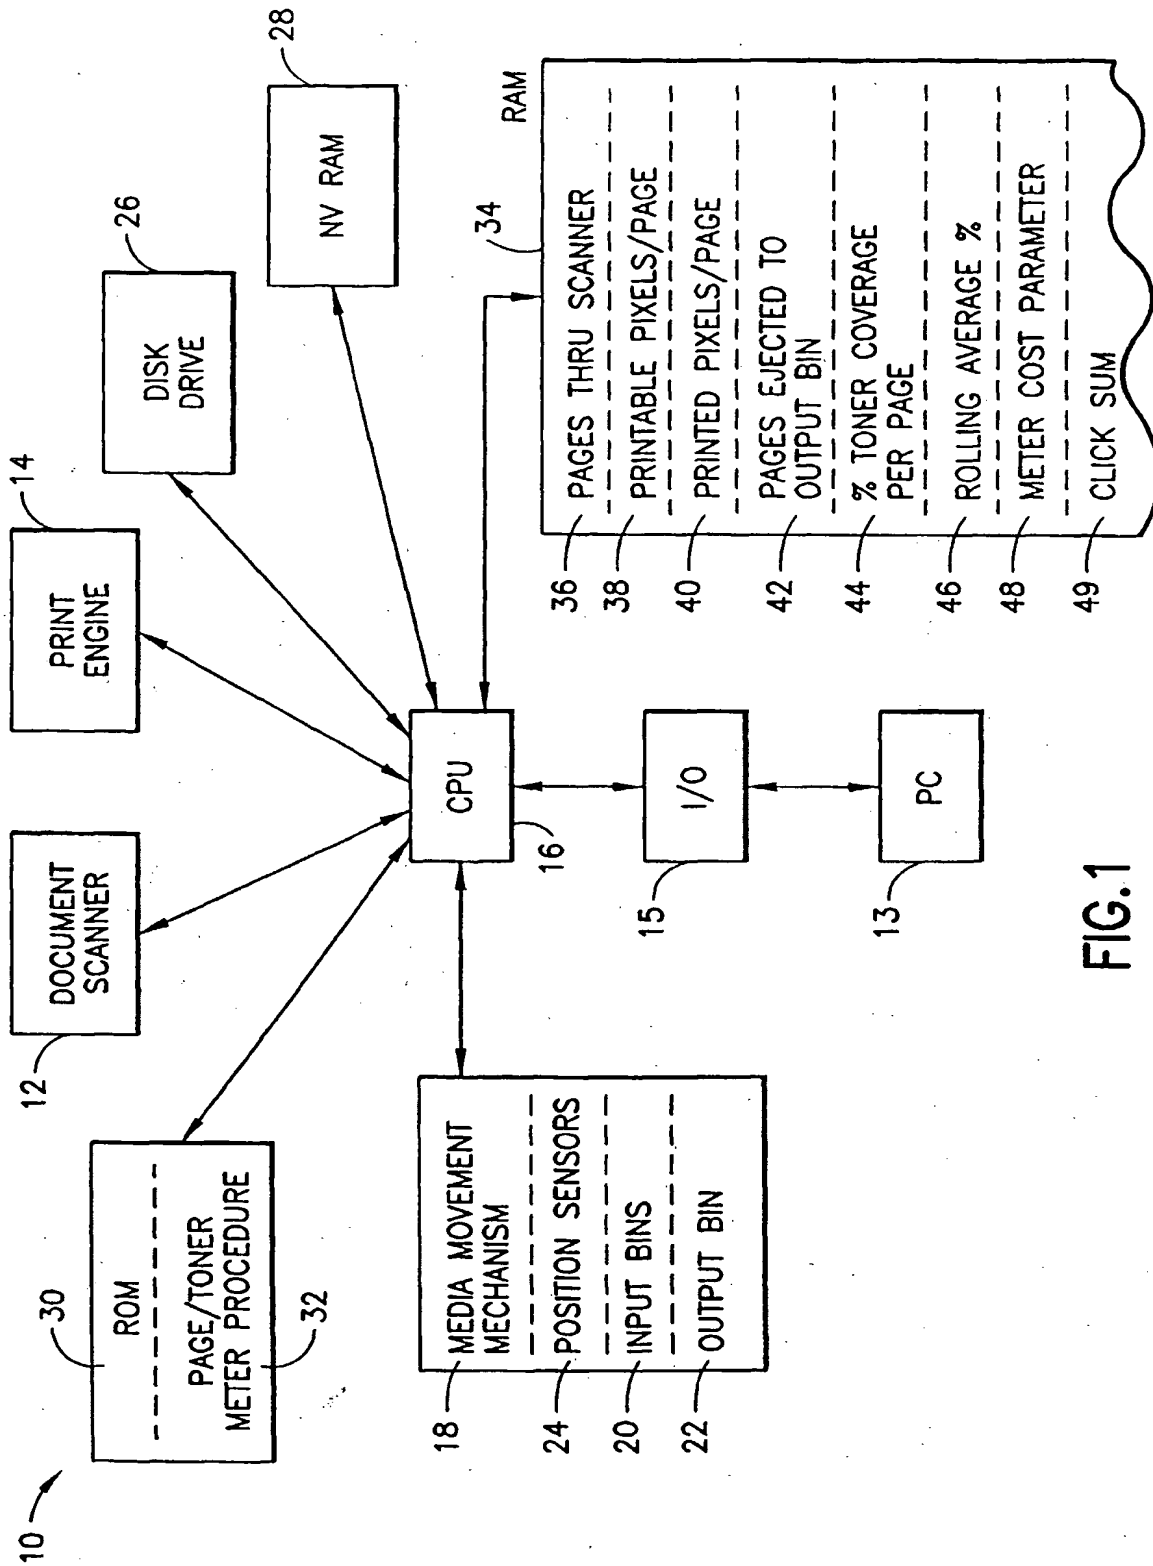 10
30
ROM
PAGE/TONER
METER PROCEDURE
32
12
DOCUMENT
SCANNER
14
PRINT
ENGINE
26
DISK
DRIVE
28
NV RAM
18
MEDIA MOVEMENT
MECHANISM
24
POSITION SENSORS
20
INPUT BINS
22
OUTPUT BIN
CPU
16
I/O
15
PC
13
34
RAM
36
PAGES THRU SCANNER
38
PRINTABLE PIXELS/PAGE
40
PRINTED PIXELS/PAGE
42
PAGES EJECTED TO
OUTPUT BIN
44
% TONER COVERAGE
PER PAGE
46
ROLLING AVERAGE %
48
METER COST PARAMETER
49
CLICK SUM
FIG.1